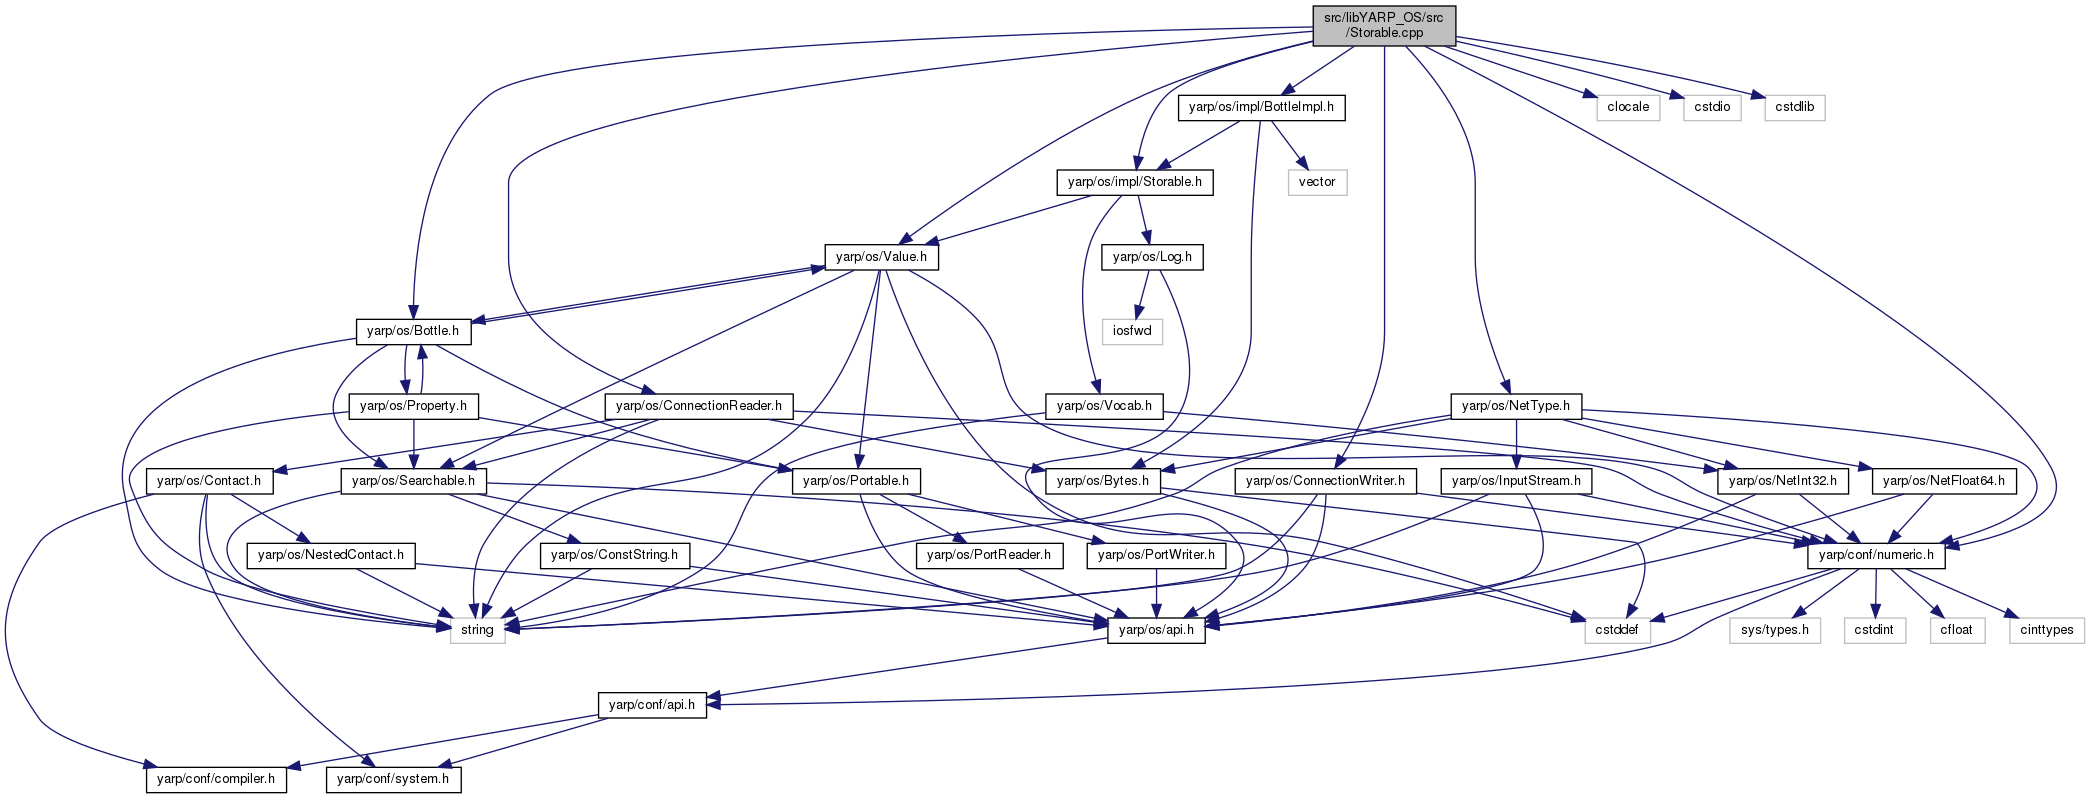 src/libYARP_OS/src
/Storable.cpp
yarp/os/impl/BottleImpl.h
clocale
cstdio
cstdlib
yarp/os/impl/Storable.h
vector
yarp/os/Value.h
yarp/os/Log.h
yarp/os/Bottle.h
iosfwd
yarp/os/Property.h
yarp/os/ConnectionReader.h
yarp/os/Vocab.h
yarp/os/NetType.h
yarp/os/Contact.h
yarp/os/Searchable.h
yarp/os/Portable.h
yarp/os/Bytes.h
yarp/os/ConnectionWriter.h
yarp/os/InputStream.h
yarp/os/NetInt32.h
yarp/os/NetFloat64.h
yarp/os/NestedContact.h
yarp/os/ConstString.h
yarp/os/PortReader.h
yarp/os/PortWriter.h
yarp/conf/numeric.h
string
yarp/os/api.h
cstddef
sys/types.h
cstdint
cfloat
cinttypes
yarp/conf/api.h
yarp/conf/compiler.h
yarp/conf/system.h